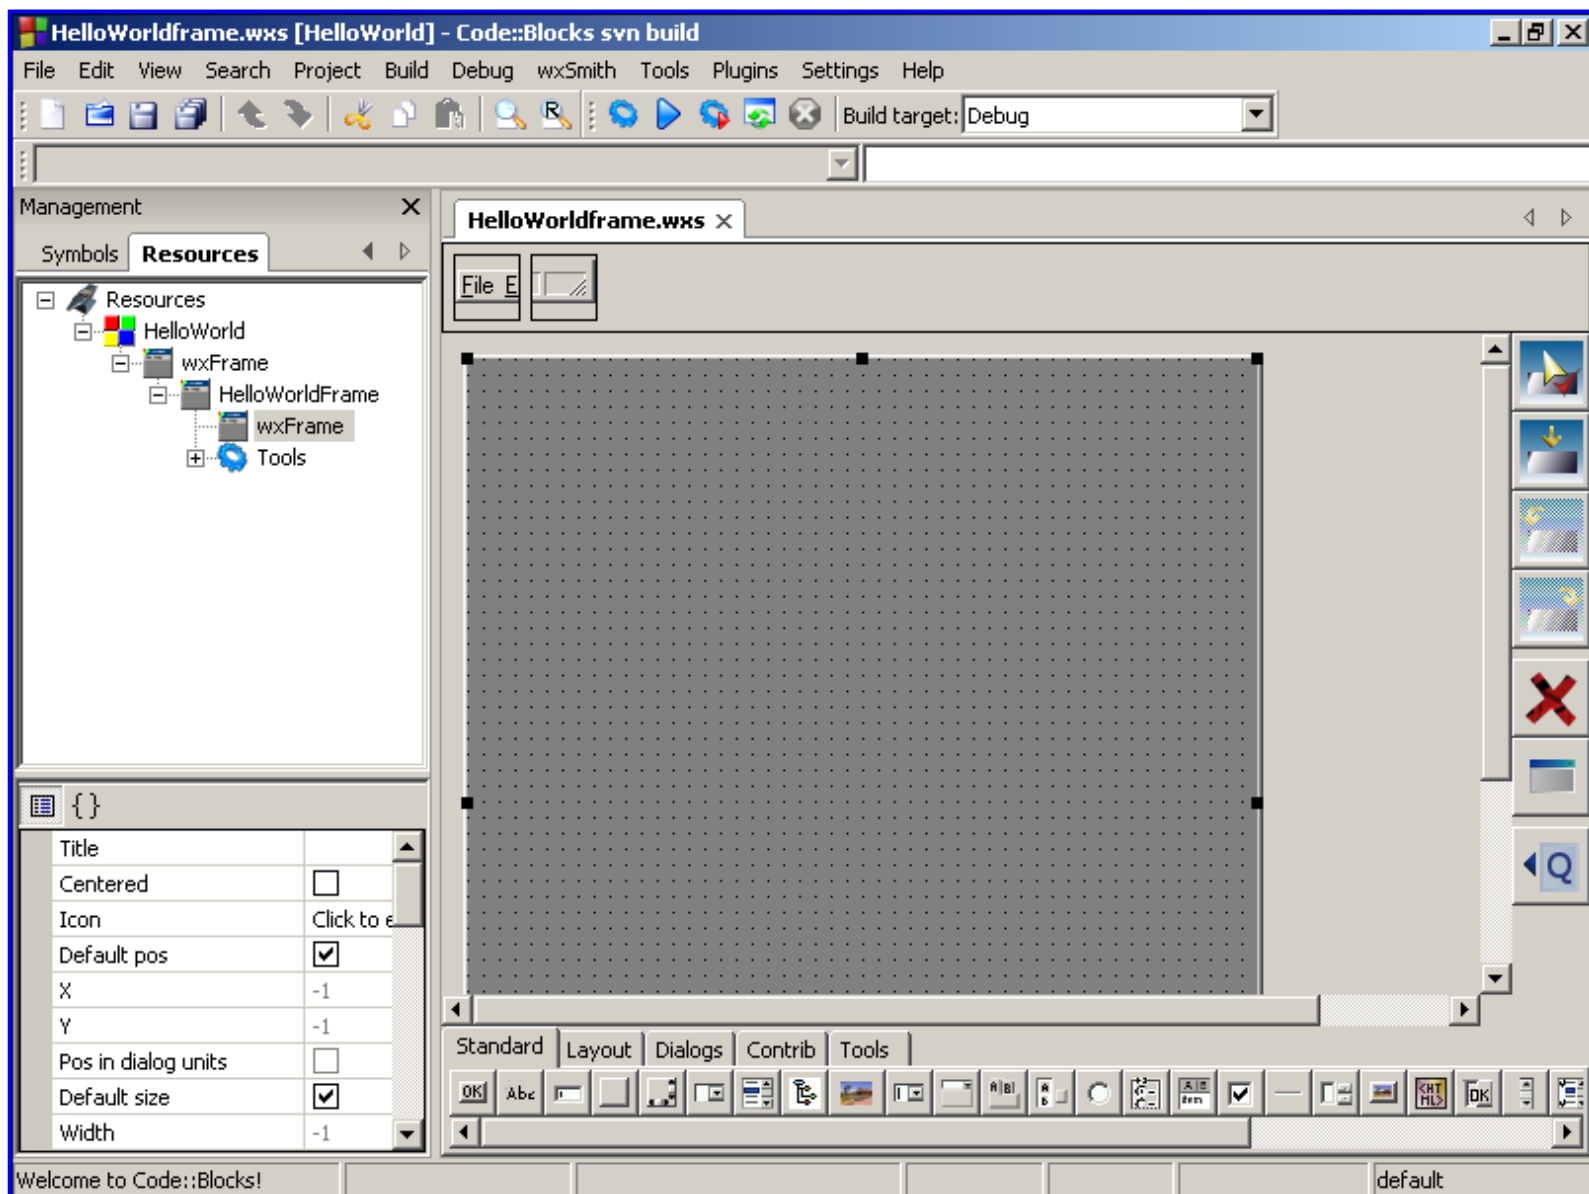 HelloWorldframe.wxs [HelloWorld] - Code::Blocks svn build
File Edit View Search Project Build Debug wxSmith Tools Plugins Settings Help
Build target: Debug
Management
Symbols Resources
HelloWorldframe.wxs
File E
Resources
HelloWorld
wxFrame
HelloWorldFrame
wxFrame
Tools
{}
Title
Centered
Icon Click to e
Default pos
X -1
Y -1
Pos in dialog units
Default size
Width -1
Q
Standard Layout Dialogs Contrib Tools
OK Abc
Welcome to Code::Blocks! default